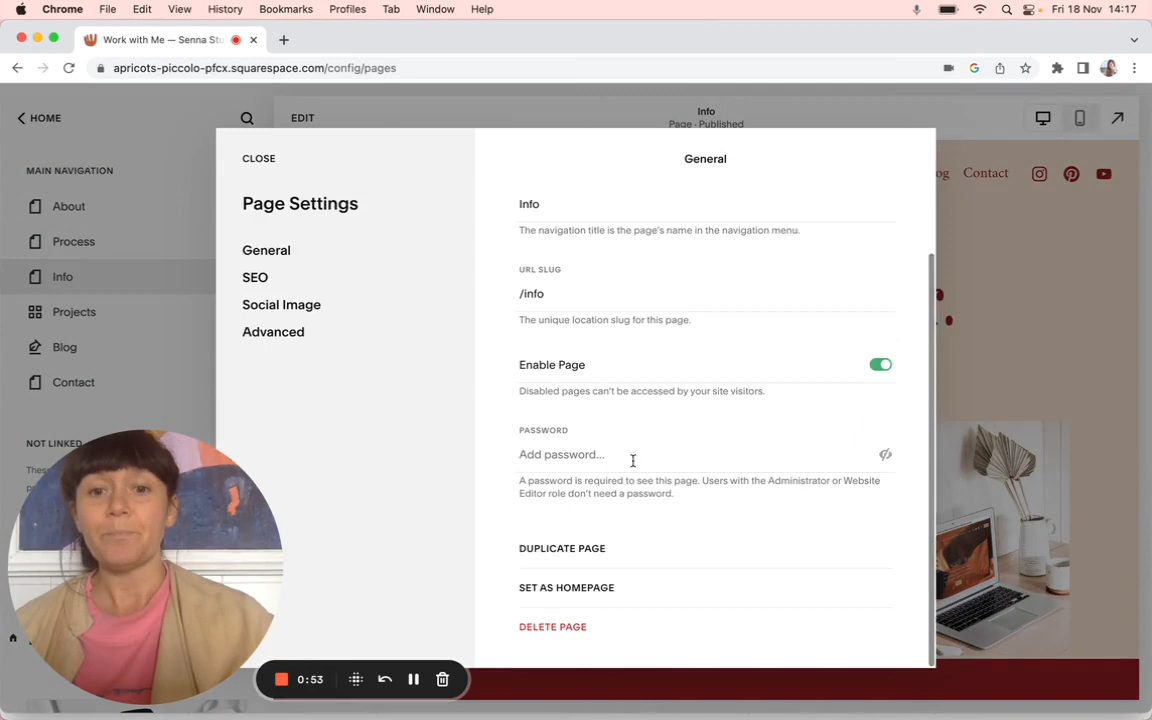 Chrome File Edit View History Bookmarks Profiles Tab Window Help Fri 18 Nov 14:17
Work with Me — Senna Stu
apricots-piccolo-pfcx.squarespace.com/config/pages
HOME
EDIT
Info
Page · Published
MAIN NAVIGATION
About
Process
Info
Projects
Blog
Contact
NOT LINKED
These
og Contact
CLOSE
Page Settings
General
SEO
Social Image
Advanced
General
Info
The navigation title is the page's name in the navigation menu.
URL SLUG
/info
The unique location slug for this page.
Enable Page
Disabled pages can't be accessed by your site visitors.
PASSWORD
Add password...
A password is required to see this page. Users with the Administrator or Website
Editor role don't need a password.
DUPLICATE PAGE
SET AS HOMEPAGE
DELETE PAGE
0:53